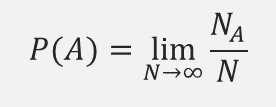 P(A) = lim_{N→∞} N_A / N